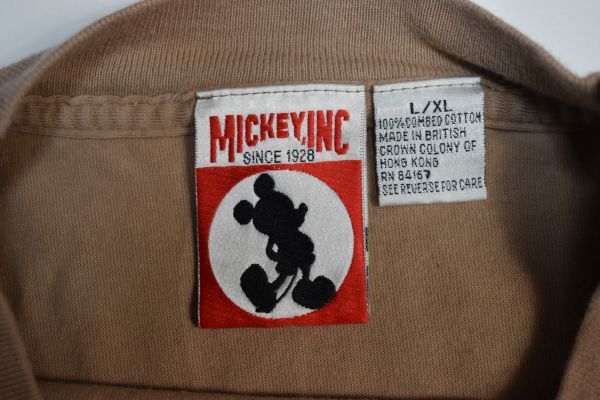 MICKEY, INC
SINCE 1928
L/XL
100% COMBED COTTON
MADE IN BRITISH
CROWN COLONY OF
HONG KONG
RN 84167
SEE REVERSE FOR CARE